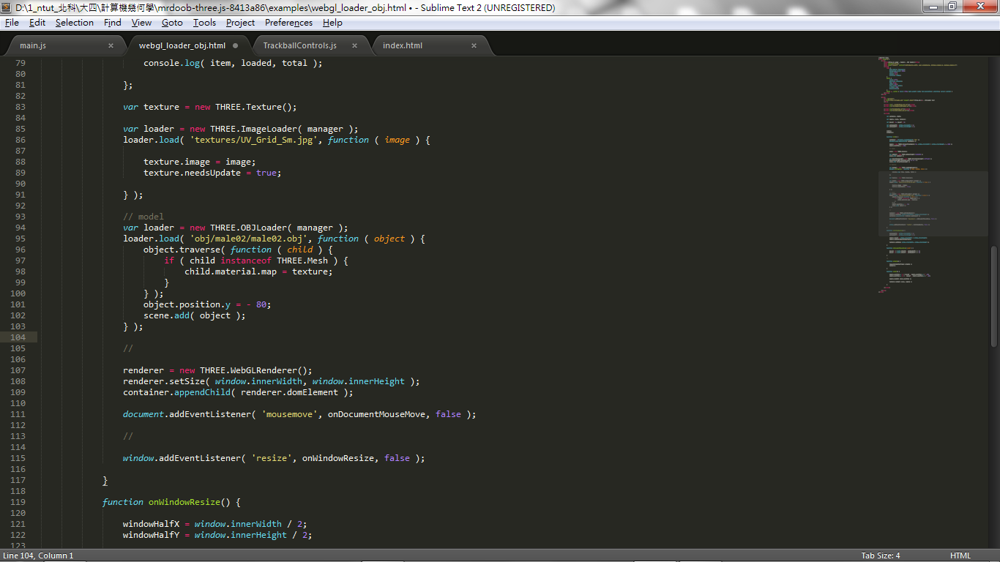 D:\1_ntut_北科\大四\計算機幾何學\mrdoob-three.js-8413a86\examples\webgl_loader_obj.html • - Sublime Text 2 (UNREGISTERED)
File Edit Selection Find View Goto Tools Project Preferences Help
main.js × webgl_loader_obj.html ● TrackballControls.js × index.html ×
79 console.log( item, loaded, total );
80
81 };
82
83 var texture = new THREE.Texture();
84
85 var loader = new THREE.ImageLoader( manager );
86 loader.load( 'textures/UV_Grid_Sm.jpg', function ( image ) {
87
88 texture.image = image;
89 texture.needsUpdate = true;
90
91 } );
92
93 // model
94 var loader = new THREE.OBJLoader( manager );
95 loader.load( 'obj/male02/male02.obj', function ( object ) {
96 object.traverse( function ( child ) {
97 if ( child instanceof THREE.Mesh ) {
98 child.material.map = texture;
99 }
100 } );
101 object.position.y = - 80;
102 scene.add( object );
103 } );
104
105 //
106
107 renderer = new THREE.WebGLRenderer();
108 renderer.setSize( window.innerWidth, window.innerHeight );
109 container.appendChild( renderer.domElement );
110
111 document.addEventListener( 'mousemove', onDocumentMouseMove, false );
112
113 //
114
115 window.addEventListener( 'resize', onWindowResize, false );
116
117 }
118
119 function onWindowResize() {
120
121 windowHalfX = window.innerWidth / 2;
122 windowHalfY = window.innerHeight / 2;
123
Line 104, Column 1 Tab Size: 4 HTML